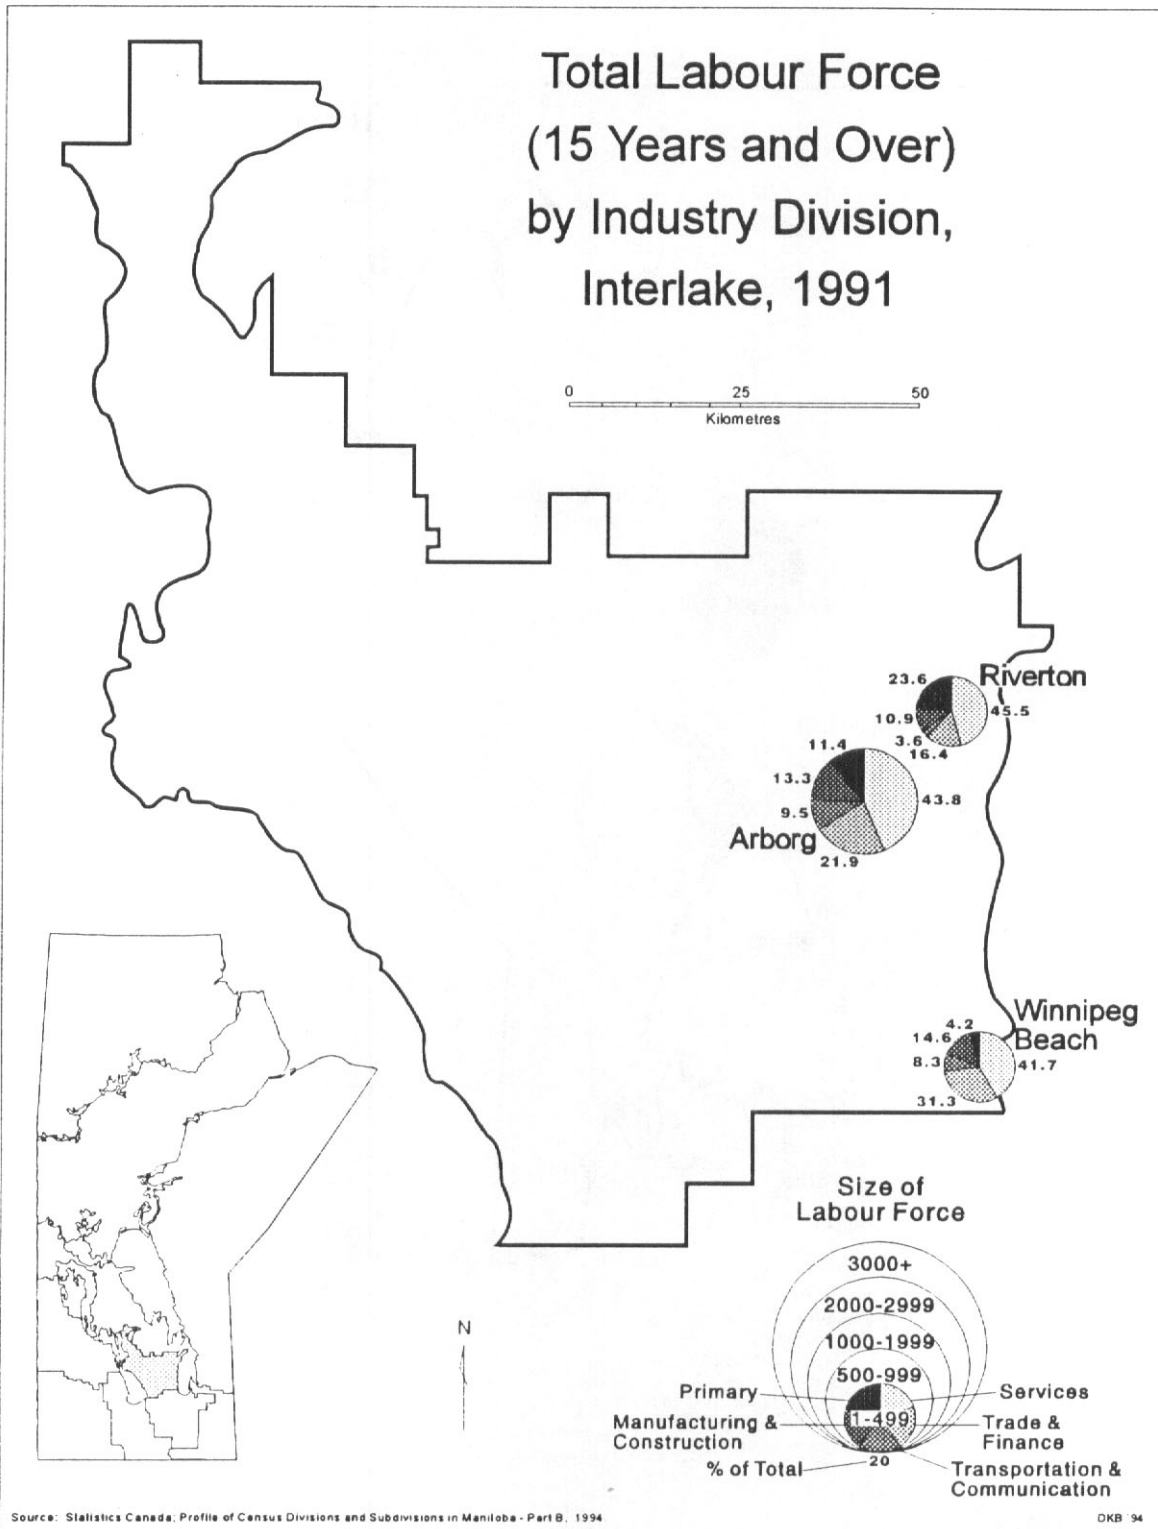 Total Labour Force
(15 Years and Over)
by Industry Division,
Interlake, 1991
0 25 50
Kilometres
Riverton
23.6
45.5
10.9
3.6
16.4
11.4
13.3
43.8
9.5
Arborg
21.9
Winnipeg
Beach
4.2
14.6
8.3
41.7
31.3
Size of
Labour Force
3000+
2000-2999
1000-1999
500-999
1-499
Primary
Services
Manufacturing &
Construction
Trade &
Finance
% of Total
20
Transportation &
Communication
N
Source: Statistics Canada; Profile of Census Divisions and Subdivisions in Manitoba - Part B, 1994
DKB '94